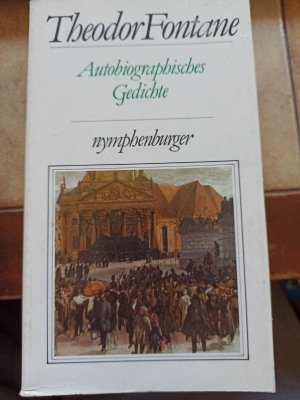 Theodor Fontane
Autobiographisches
Gedichte
nymphenburger